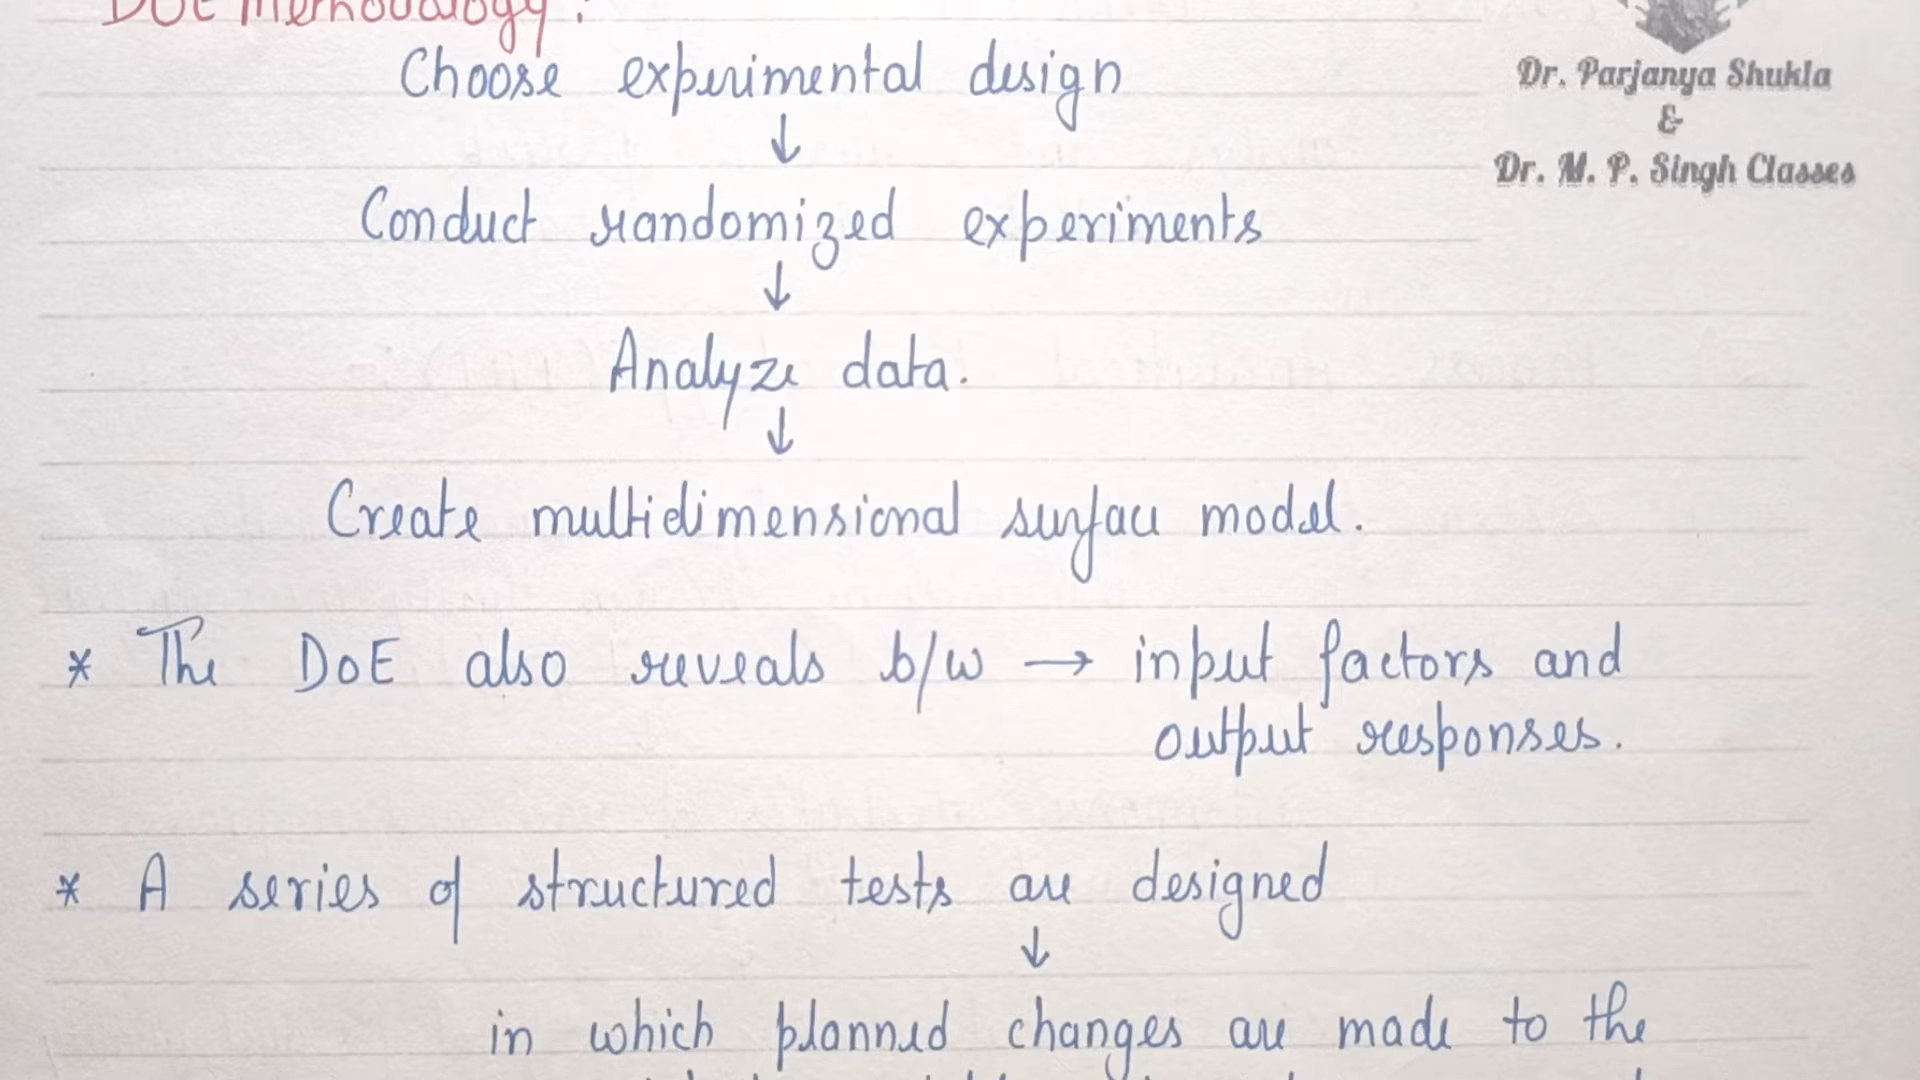 DOE Methodology :
Choose experimental design
↓
Conduct randomized experiments
↓
Analyze data.
↓
Create multidimensional surface model.
* The DoE also reveals b/w → input factors and
output responses.
* A series of structured tests are designed
↓
in which planned changes are made to the
Dr. Parjanya Shukla
&
Dr. M. P. Singh Classes